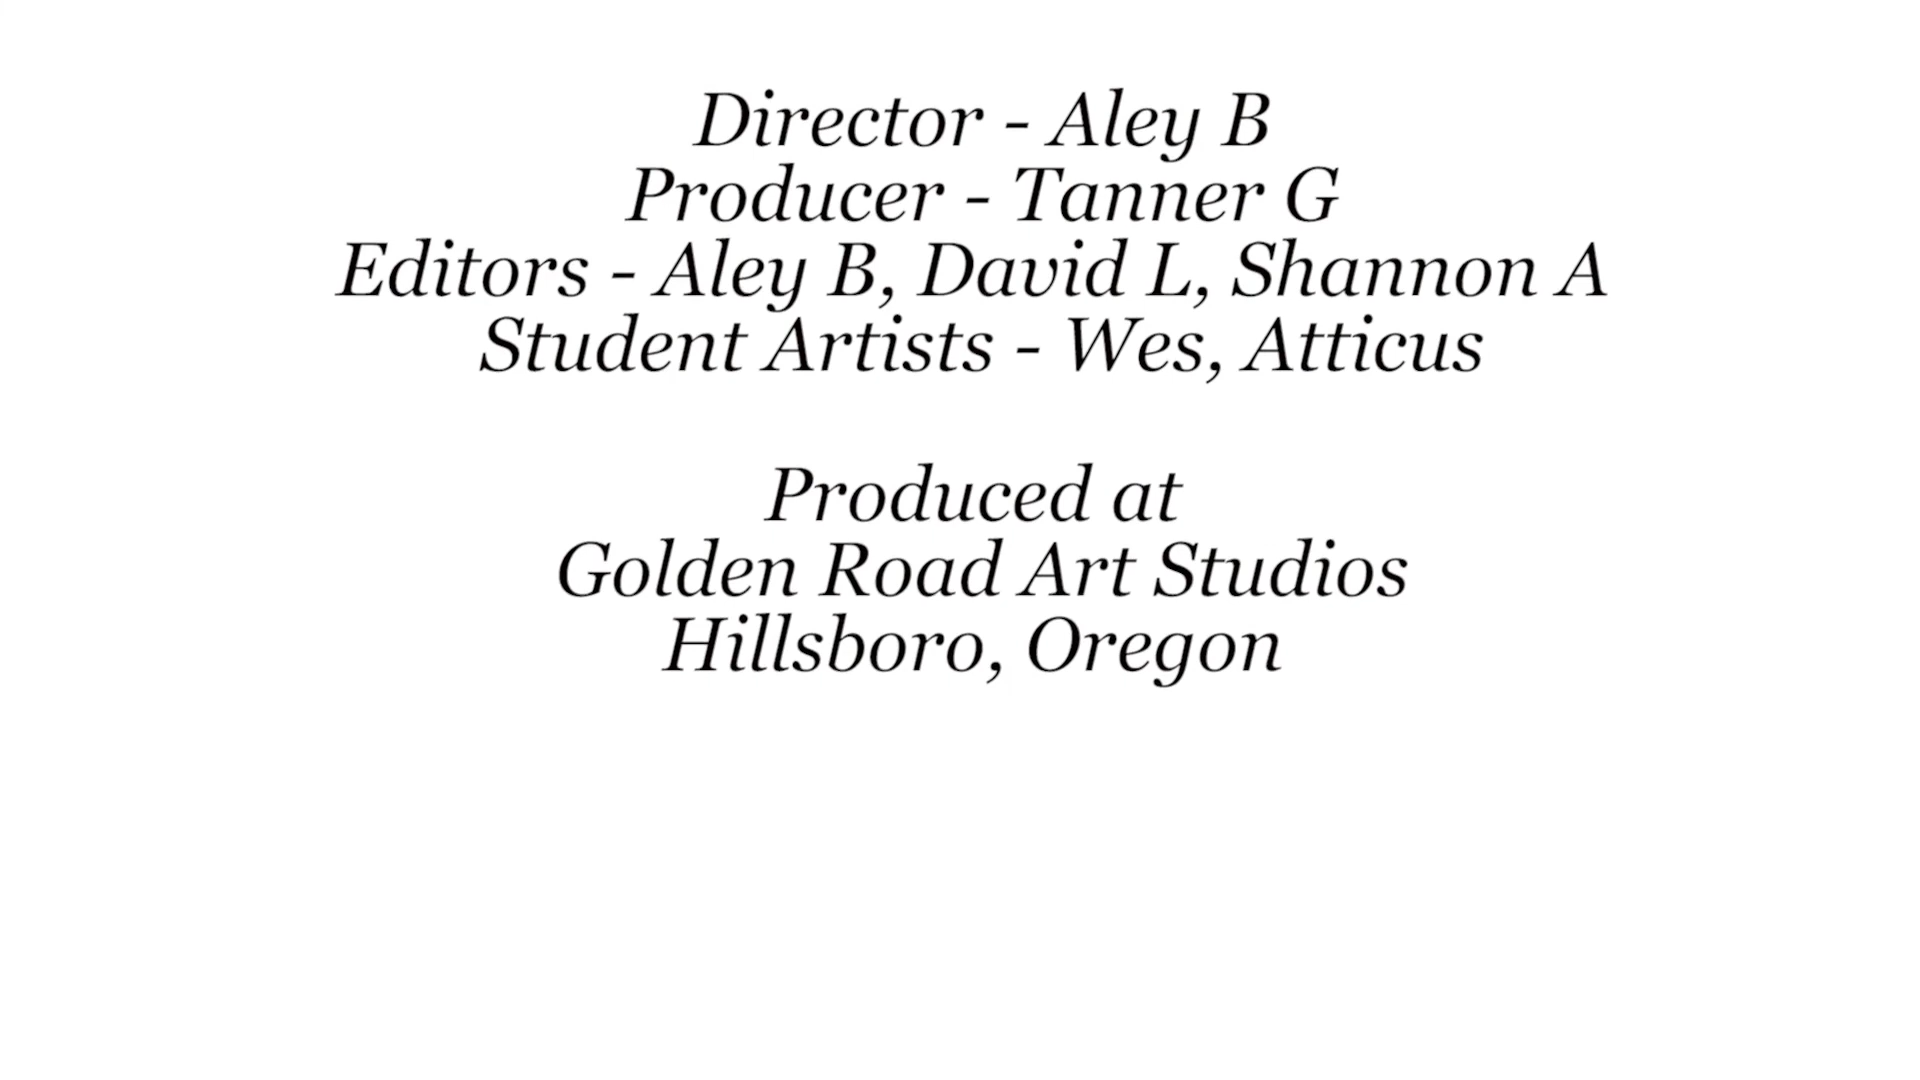 Director - Aley B
Producer - Tanner G
Editors - Aley B, David L, Shannon A
Student Artists - Wes, Atticus
Produced at
Golden Road Art Studios
Hillsboro, Oregon